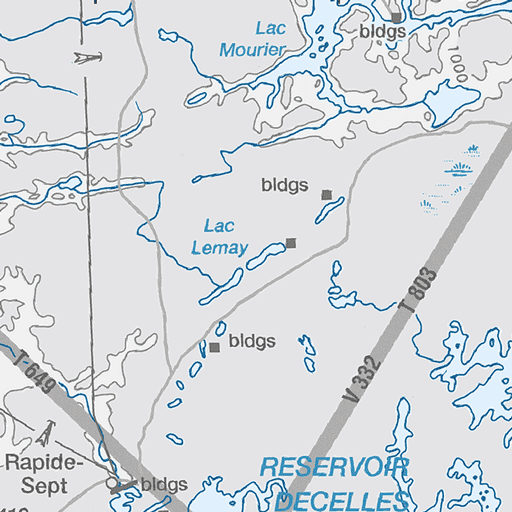 Lac
Mourier
bldgs
1000
bldgs
Lac
Lemay
T 803
bldgs
V 332
T 649
Rapide-
Sept
bldgs
RESERVOIR
DECELLES